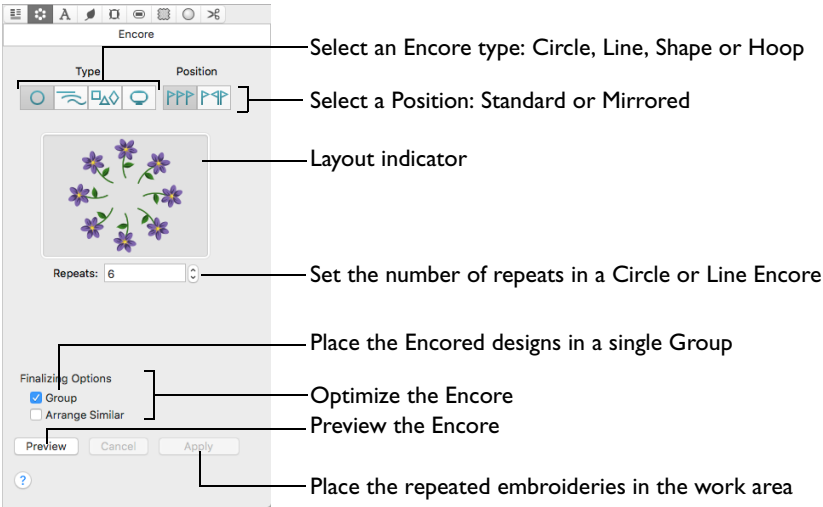 A
Encore
Select an Encore type: Circle, Line, Shape or Hoop
Type
Position
Select a Position: Standard or Mirrored
Layout indicator
Repeats: 6
Set the number of repeats in a Circle or Line Encore
Place the Encored designs in a single Group
Finalizing Options
Group
Optimize the Encore
Arrange Similar
Preview the Encore
Preview Cancel Apply
?
Place the repeated embroideries in the work area